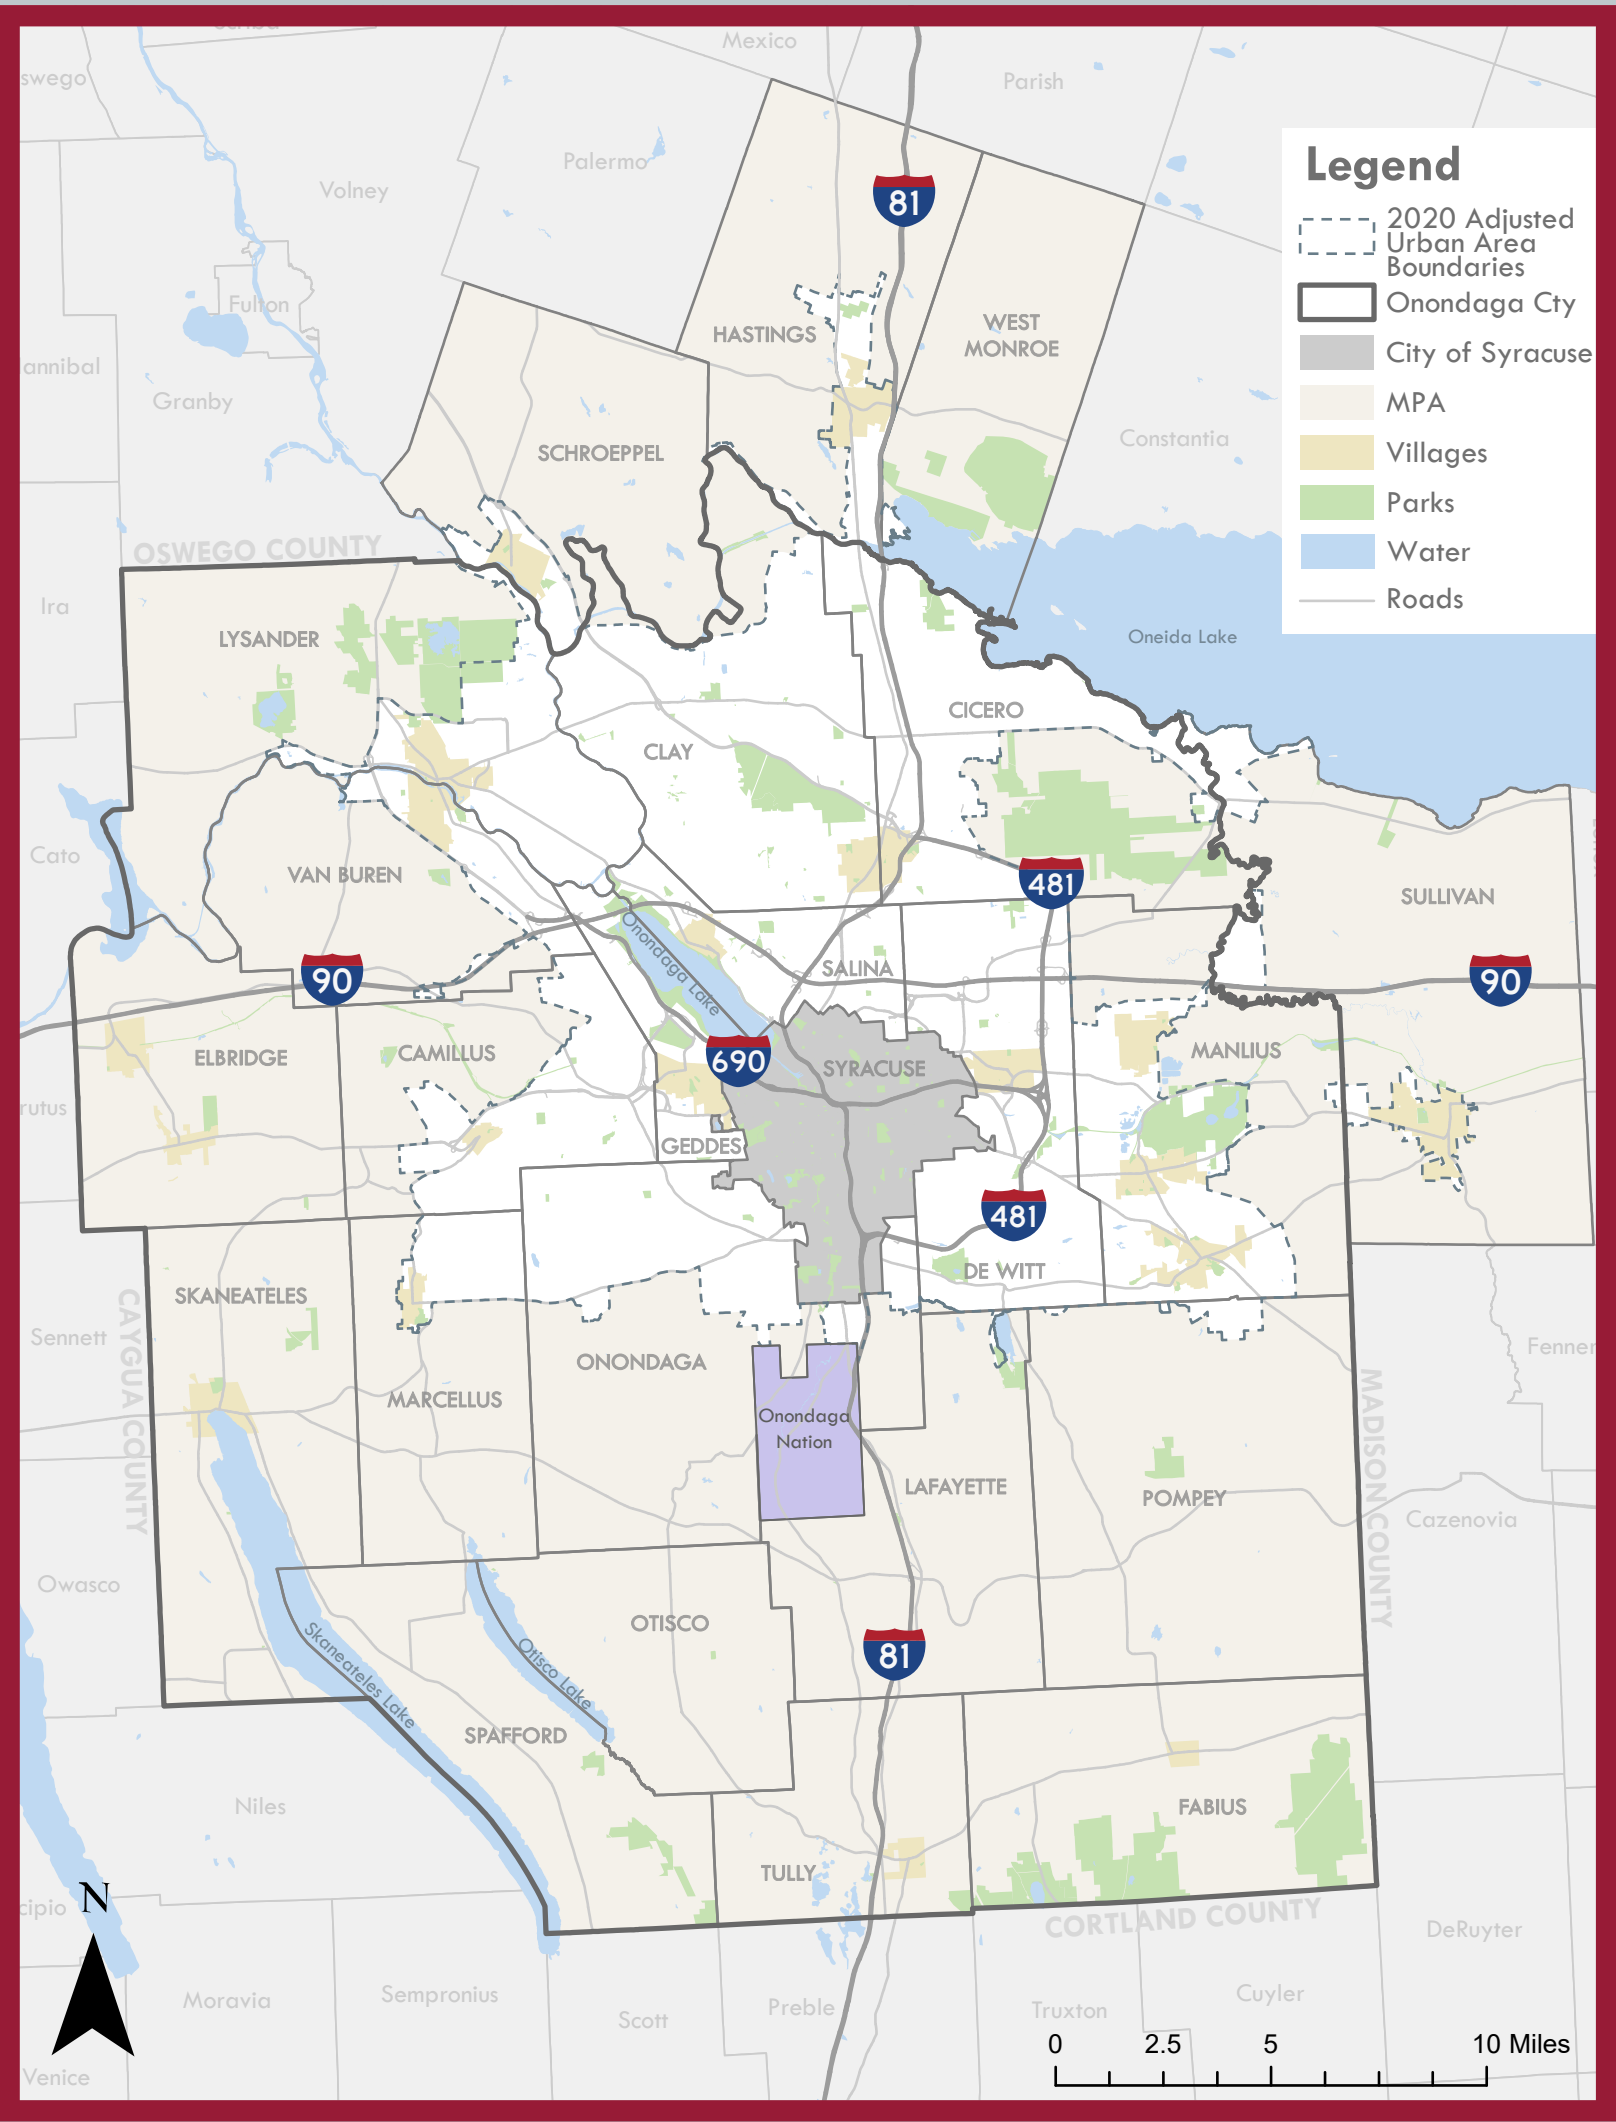 Scriba
Mexico
swego
Parish
Palermo
Volney
Fulton
annibal
Granby
Constantia
Legend
2020 Adjusted
Urban Area
Boundaries
Onondaga Cty
City of Syracuse
MPA
Villages
Parks
Water
Roads
81
HASTINGS
WEST
MONROE
SCHROEPPEL
OSWEGO COUNTY
Ira
LYSANDER
Oneida Lake
CICERO
CLAY
Cato
VAN BUREN
481
SULLIVAN
Onondaga Lake
SALINA
90
90
ELBRIDGE
CAMILLUS
690
SYRACUSE
MANLIUS
rutus
GEDDES
481
DE WITT
SKANEATELES
CAYGUA COUNTY
Sennett
Fenner
ONONDAGA
MARCELLUS
Onondaga
Nation
MADISON COUNTY
LAFAYETTE
POMPEY
Cazenovia
Owasco
OTISCO
81
Skaneateles Lake
Otisco Lake
SPAFFORD
Niles
FABIUS
TULLY
N
cipio
CORTLAND COUNTY
DeRuyter
Moravia
Sempronius
Scott
Preble
Truxton
Cuyler
0 2.5 5 10 Miles
Venice